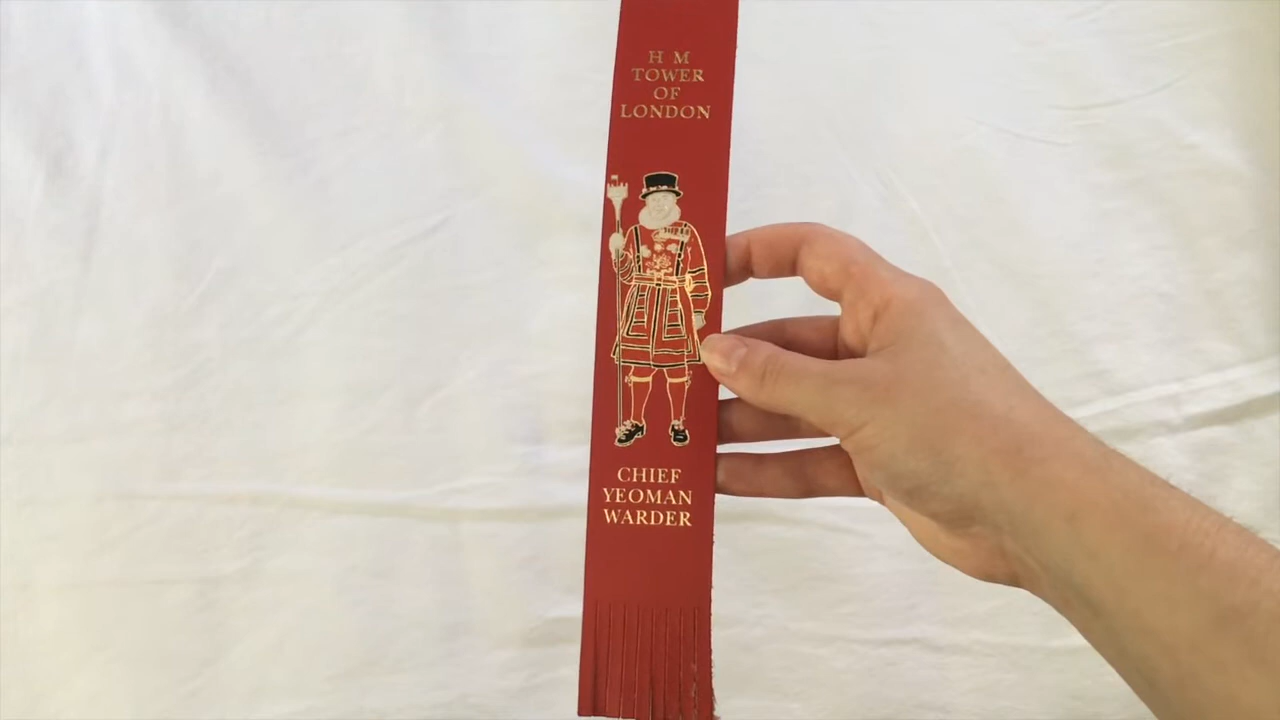 H M
TOWER
OF
LONDON
CHIEF
YEOMAN
WARDER